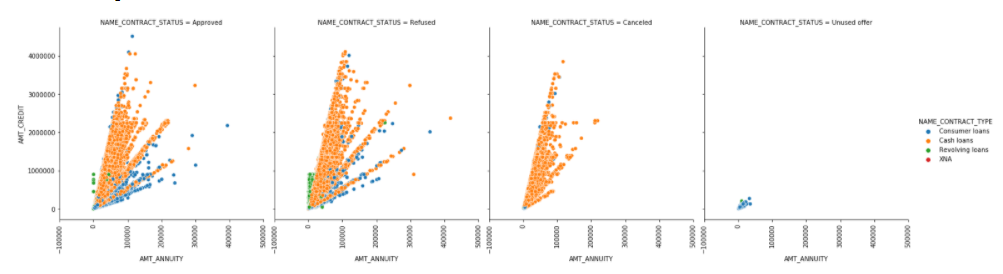 NAME_CONTRACT_STATUS = Approved
NAME_CONTRACT_STATUS = Refused
NAME_CONTRACT_STATUS = Canceled
NAME_CONTRACT_STATUS = Unused offer
AMT_CREDIT
4000000
3000000
2000000
1000000
0
−100000
0
100000
200000
300000
400000
500000
AMT_ANNUITY
−100000
0
100000
200000
300000
400000
500000
AMT_ANNUITY
−100000
0
100000
200000
300000
400000
500000
AMT_ANNUITY
−100000
0
100000
200000
300000
400000
500000
AMT_ANNUITY
NAME_CONTRACT_TYPE
Consumer loans
Cash loans
Revolving loans
XNA